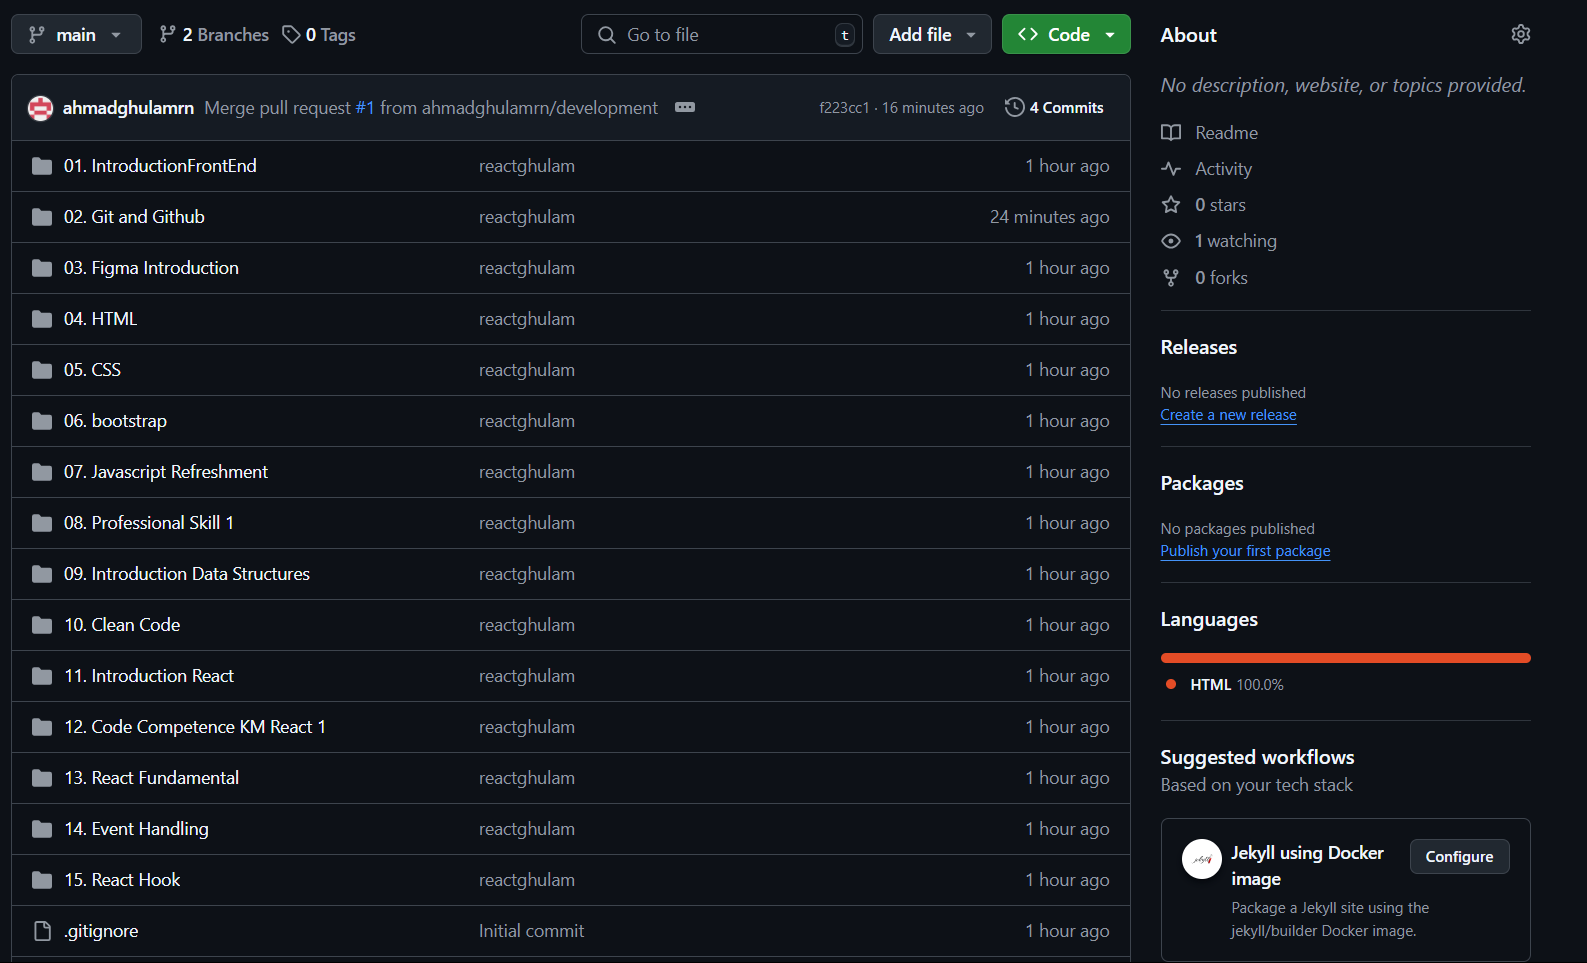 main
2 Branches
0 Tags
Go to file
t
Add file
Code
ahmadghulamrn Merge pull request #1 from ahmadghulamrn/development
f223cc1 · 16 minutes ago
4 Commits
01. IntroductionFrontEnd reactghulam 1 hour ago
02. Git and Github reactghulam 24 minutes ago
03. Figma Introduction reactghulam 1 hour ago
04. HTML reactghulam 1 hour ago
05. CSS reactghulam 1 hour ago
06. bootstrap reactghulam 1 hour ago
07. Javascript Refreshment reactghulam 1 hour ago
08. Professional Skill 1 reactghulam 1 hour ago
09. Introduction Data Structures reactghulam 1 hour ago
10. Clean Code reactghulam 1 hour ago
11. Introduction React reactghulam 1 hour ago
12. Code Competence KM React 1 reactghulam 1 hour ago
13. React Fundamental reactghulam 1 hour ago
14. Event Handling reactghulam 1 hour ago
15. React Hook reactghulam 1 hour ago
.gitignore Initial commit 1 hour ago
About
No description, website, or topics provided.
Readme
Activity
0 stars
1 watching
0 forks
Releases
No releases published
Create a new release
Packages
No packages published
Publish your first package
Languages
HTML 100.0%
Suggested workflows
Based on your tech stack
jekyll
Jekyll using Docker
image
Configure
Package a Jekyll site using the
jekyll/builder Docker image.